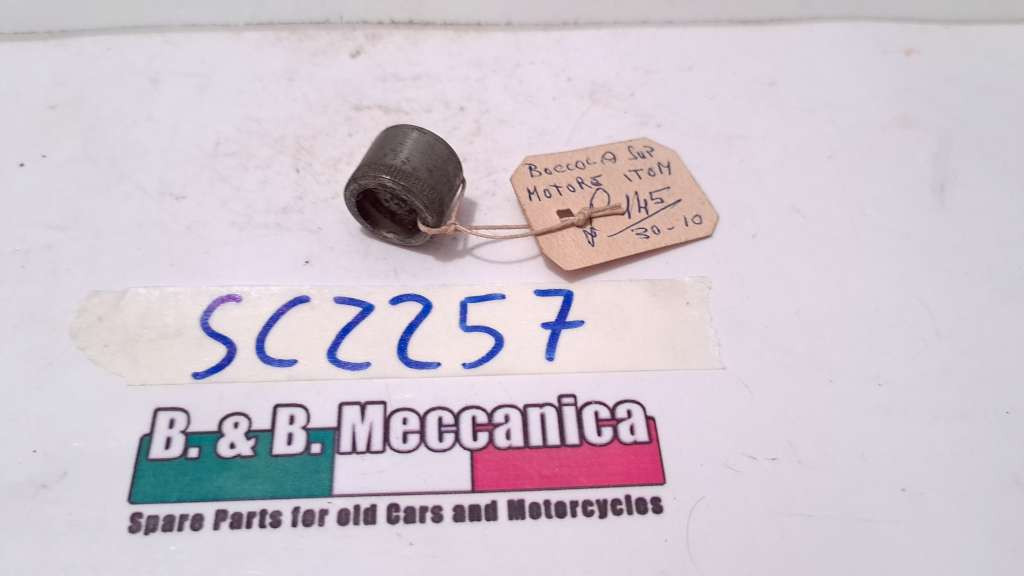 BOCCOLA SUP
MOTORE ITOM
145
30-10
SC2257
B. & B. Meccanica
Spare Parts for old Cars and Motorcycles